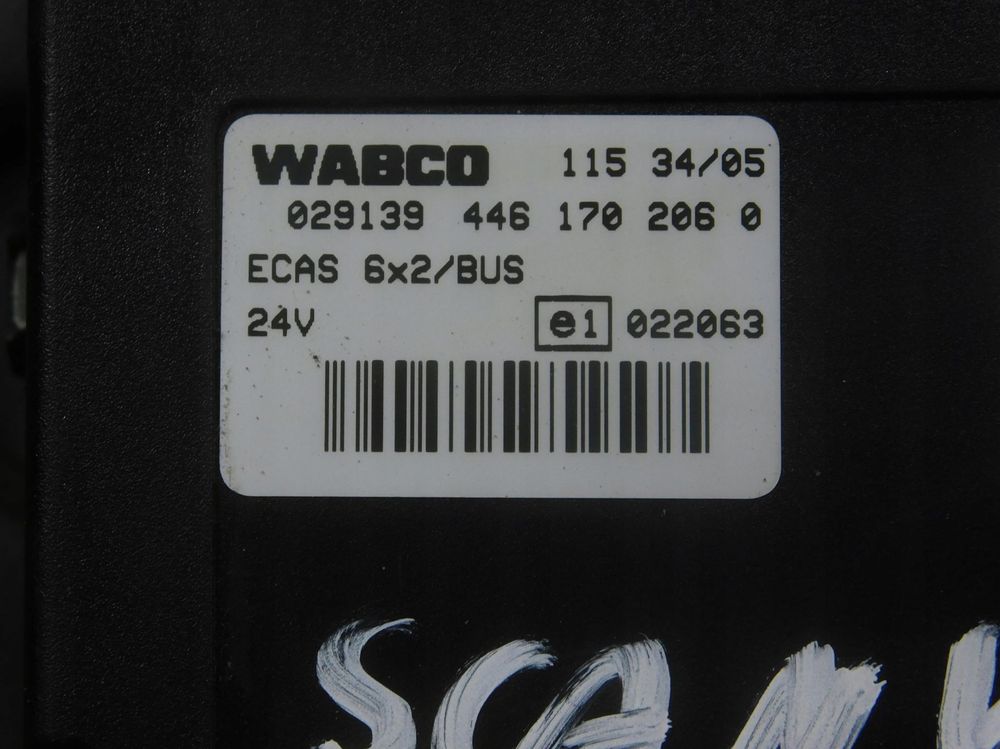 WABCO 115 34/05
029139 446 170 206 0
ECAS 6x2/BUS
24V e1 022063